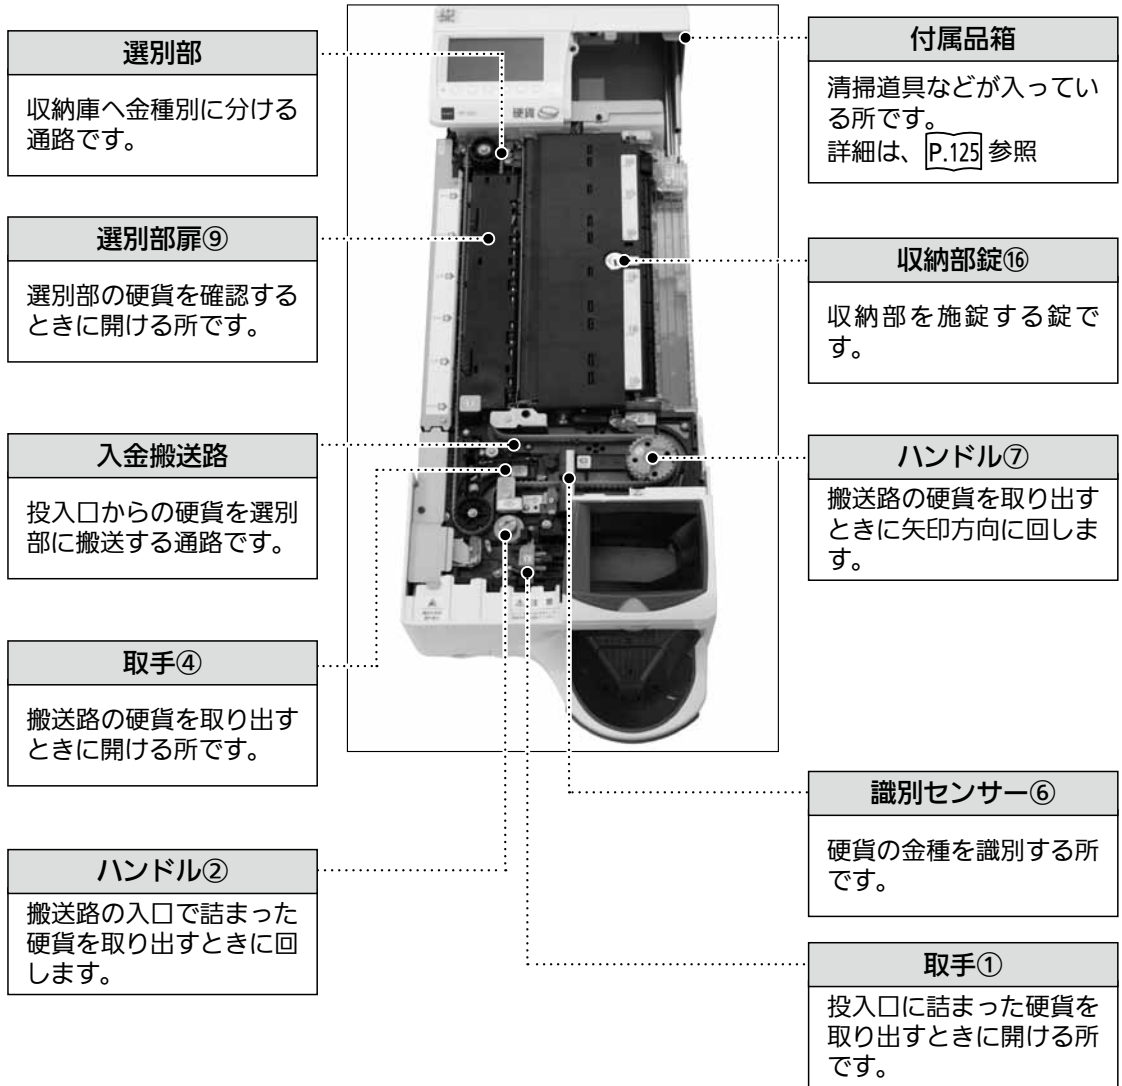 選別部
収納庫へ金種別に分ける
通路です。
選別部扉⑨
選別部の硬貨を確認する
ときに開ける所です。
入金搬送路
投入口からの硬貨を選別
部に搬送する通路です。
取手④
搬送路の硬貨を取り出す
ときに開ける所です。
ハンドル②
搬送路の入口で詰まった
硬貨を取り出すときに回
します。
硬貨
付属品箱
清掃道具などが入ってい
る所です。
詳細は、P.125 参照
収納部錠⑯
収納部を施錠する錠で
す。
ハンドル⑦
搬送路の硬貨を取り出す
ときに矢印方向に回しま
す。
識別センサー⑥
硬貨の金種を識別する所
です。
取手①
投入口に詰まった硬貨を
取り出すときに開ける所
です。